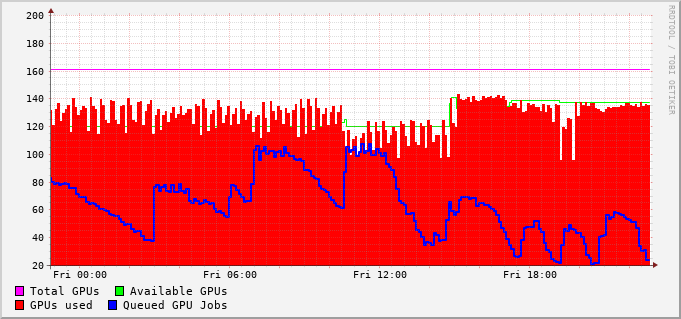 200
180
160
140
120
100
80
60
40
20
Fri 00:00 Fri 06:00 Fri 12:00 Fri 18:00
Total GPUs Available GPUs
GPUs used Queued GPU Jobs
RRDTOOL / TOBI OETIKER